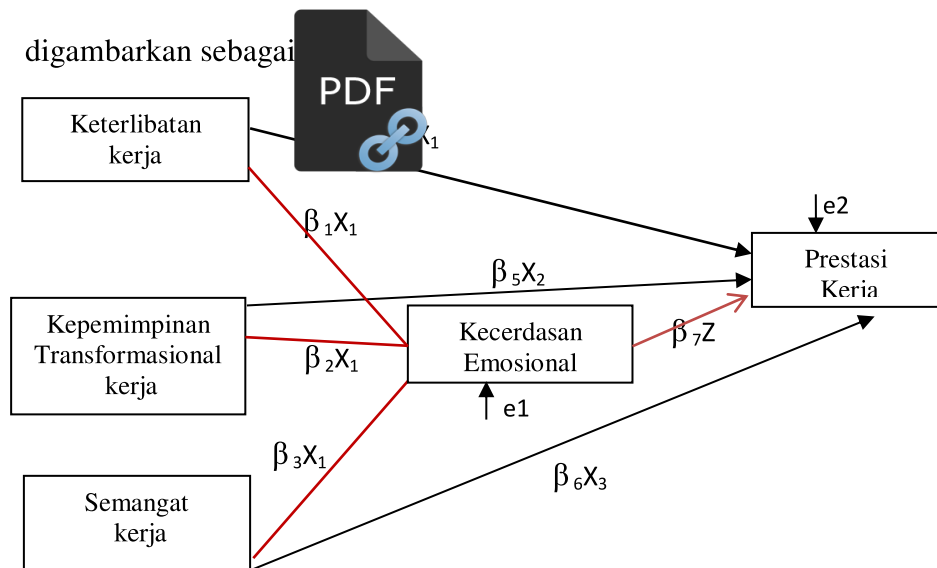 digambarkan sebagai
PDF
Keterlibatan
kerja
X₁
e2
β₁X₁
Prestasi
Kerja
β₅X₂
Kepemimpinan
Transformasional
kerja
Kecerdasan
Emosional
β₇Z
β₂X₁
e1
β₃X₁
β₆X₃
Semangat
kerja